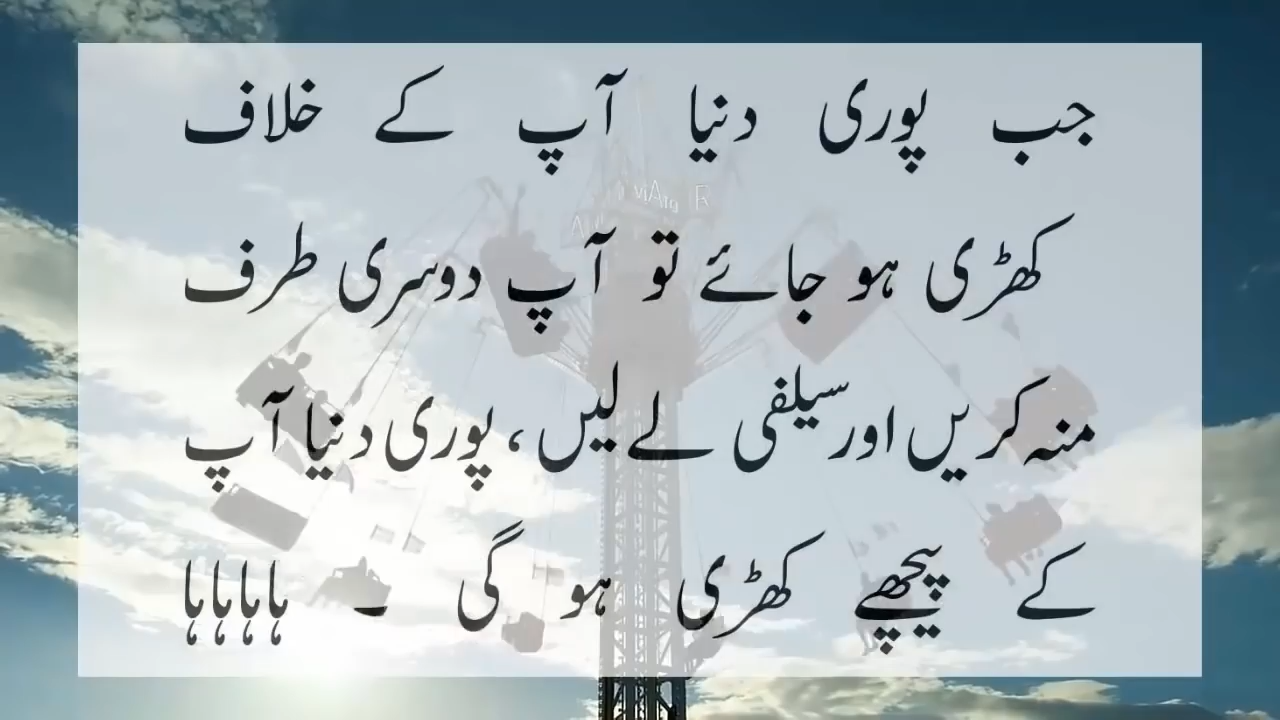 جب پوری دنیا آپ کے خلاف
کھڑی ہو جائے تو آپ دوسری طرف
منہ کریں اور سیلفی لے لیں، پوری دنیا آپ
کے پیچھے کھڑی ہو گی ۔ ہاہاہاہا